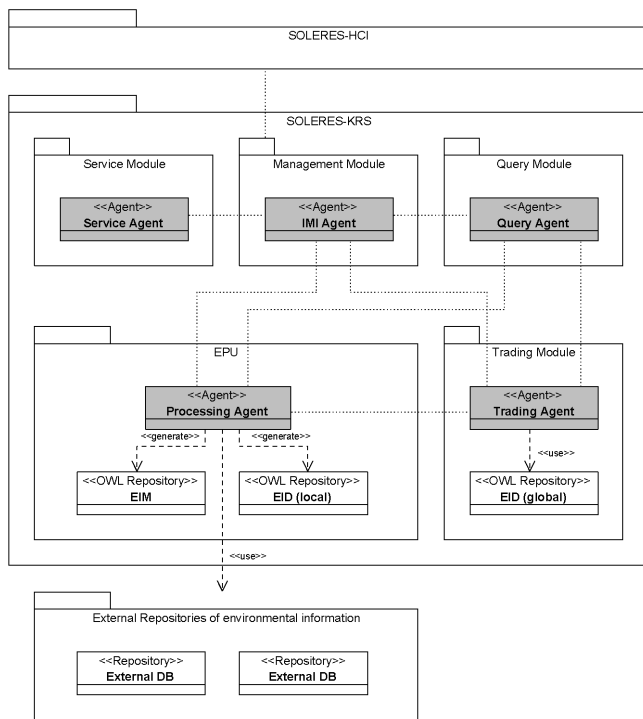 SOLERES-HCI
SOLERES-KRS
Service Module
Management Module
Query Module
<<Agent>>
Service Agent
<<Agent>>
IMI Agent
<<Agent>>
Query Agent
EPU
Trading Module
<<Agent>>
Processing Agent
<<Agent>>
Trading Agent
<<generate>>
<<generate>>
<<use>>
<<OWL Repository>>
EIM
<<OWL Repository>>
EID (local)
<<OWL Repository>>
EID (global)
<<use>>
External Repositories of environmental information
<<Repository>>
External DB
<<Repository>>
External DB